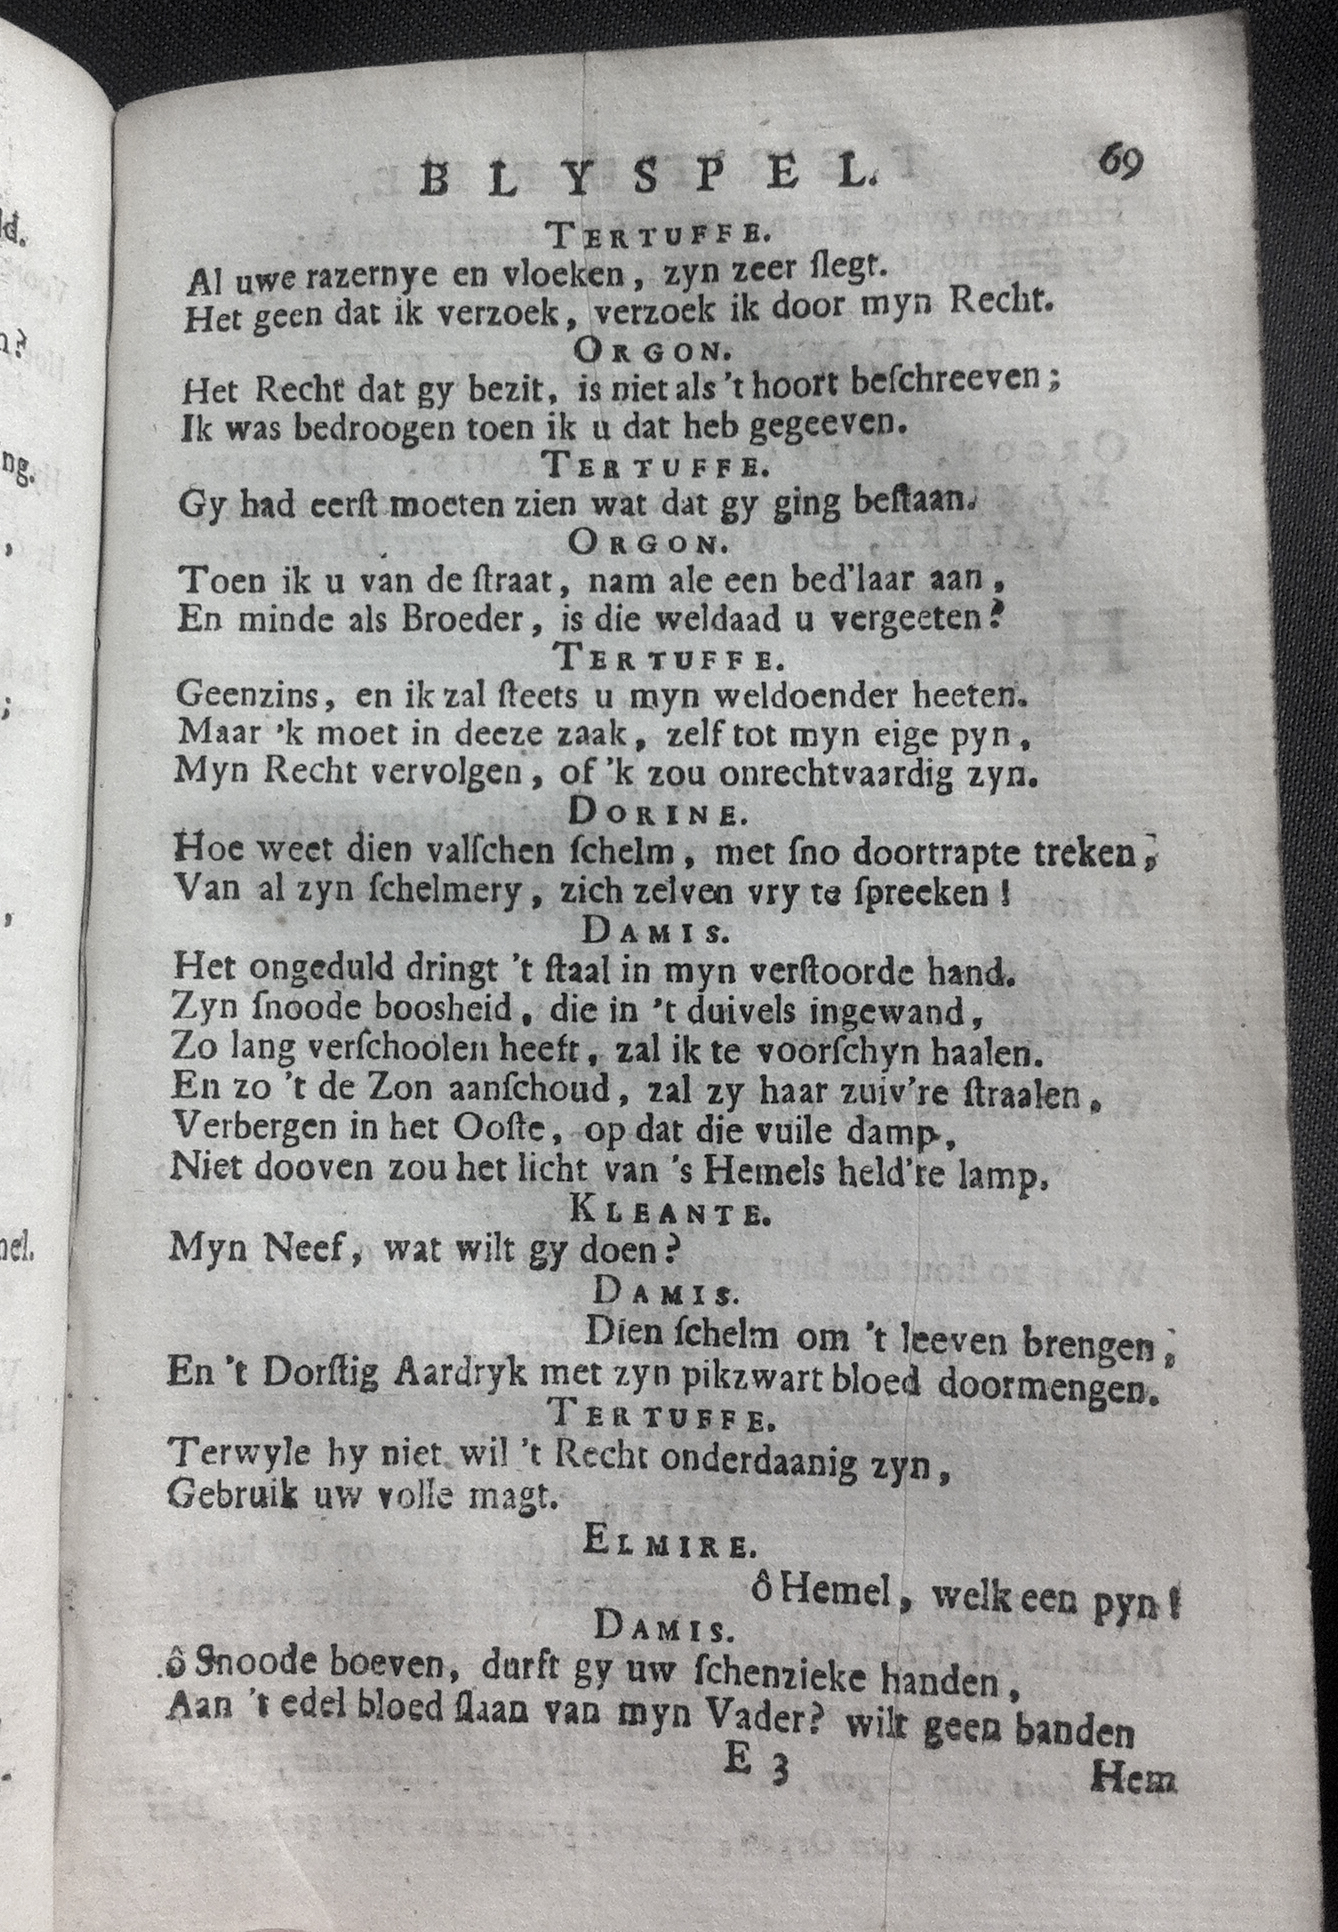 BLYSPEL. 69
TERTUFFE.
Al uwe razernye en vloeken, zyn zeer ſlegt.
Het geen dat ik verzoek, verzoek ik door myn Recht.
ORGON.
Het Recht dat gy bezit, is niet als 't hoort beſchreeven;
Ik was bedroogen toen ik u dat heb gegeeven.
TERTUFFE.
Gy had eerſt moeten zien wat dat gy ging beſtaan.
ORGON.
Toen ik u van de ſtraat, nam ale een bed'laar aan,
En minde als Broeder, is die weldaad u vergeeten?
TERTUFFE.
Geenzins, en ik zal ſteets u myn weldoender heeten.
Maar 'k moet in deeze zaak, zelf tot myn eige pyn,
Myn Recht vervolgen, of 'k zou onrechtvaardig zyn.
DORINE.
Hoe weet dien valſchen ſchelm, met ſno doortrapte treken,
Van al zyn ſchelmery, zich zelven vry te ſpreeken!
DAMIS.
Het ongeduld dringt 't ſtaal in myn verſtoorde hand.
Zyn ſnoode boosheid, die in 't duivels ingewand,
Zo lang verſchoolen heeft, zal ik te voorſchyn haalen.
En zo 't de Zon aanſchoud, zal zy haar zuiv're ſtraalen,
Verbergen in het Ooſte, op dat die vuile damp,
Niet dooven zou het licht van 's Hemels held're lamp.
KLEANTE.
Myn Neef, wat wilt gy doen?
DAMIS.
Dien ſchelm om 't leeven brengen,
En 't Dorſtig Aardryk met zyn pikzwart bloed doormengen.
TERTUFFE.
Terwyle hy niet wil 't Recht onderdaanig zyn,
Gebruik uw volle magt.
ELMIRE.
ô Hemel, welk een pyn!
DAMIS.
ô Snoode boeven, durft gy uw ſchenzieke handen,
Aan 't edel bloed ſlaan van myn Vader? wilt geen banden
E 3 Hem